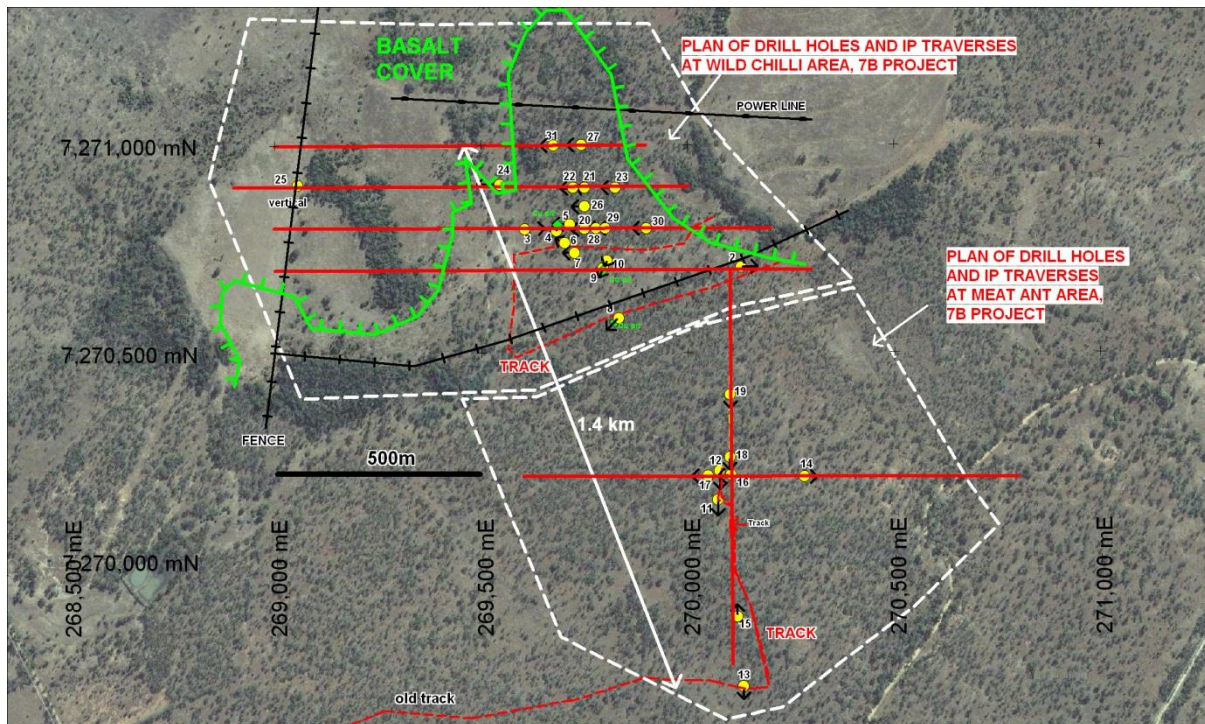 BASALT
COVER
PLAN OF DRILL HOLES AND IP TRAVERSES
AT WILD CHILLI AREA, 7B PROJECT
POWER LINE
7,271,000 mN
31
27
25
vertical
24
22
21
23
26
3
4
5
20
28
29
30
6
7
10
9
2
8
PLAN OF DRILL HOLES
AND IP TRAVERSES
AT MEAT ANT AREA,
7B PROJECT
7,270,500 mN
TRACK
FENCE
1.4 km
19
500m
18
12
17
16
14
11
Track
7,270,000 mN
268,500 mE
269,000 mE
269,500 mE
270,000 mE
270,500 mE
271,000 mE
15
TRACK
13
old track